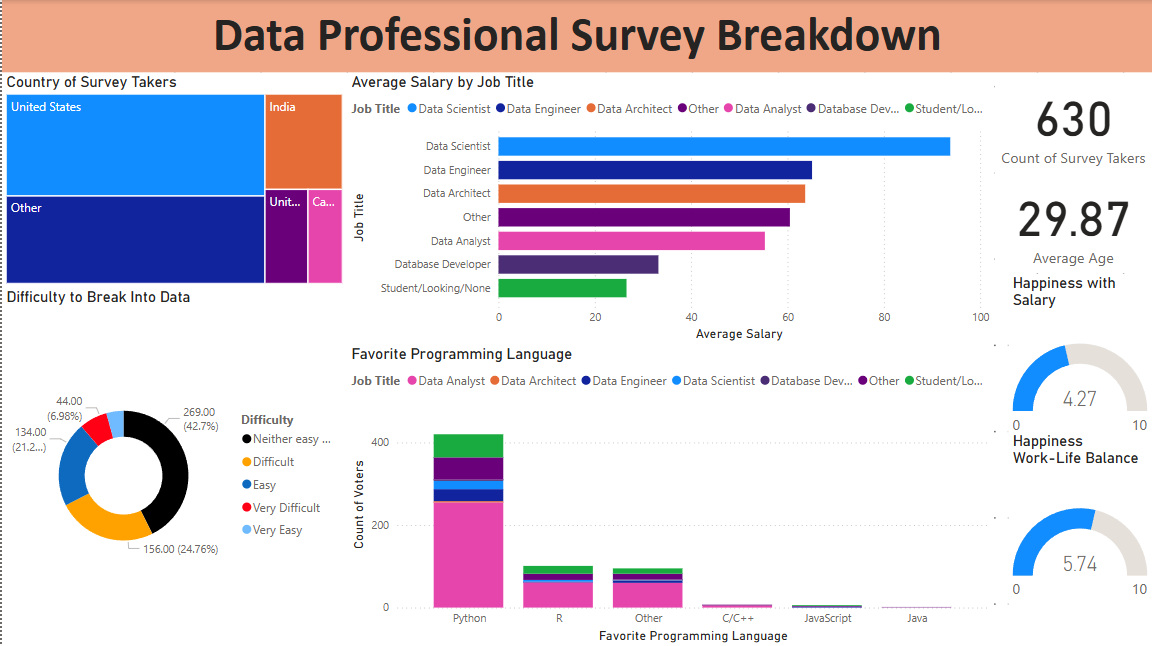 Data Professional Survey Breakdown
Country of Survey Takers
United States
India
Other
Unit...
Ca...
Average Salary by Job Title
Job Title Data Scientist Data Engineer Data Architect Other Data Analyst Database Dev... Student/Lo...
Job Title
Data Scientist
Data Engineer
Data Architect
Other
Data Analyst
Database Developer
Student/Looking/None
0 20 40 60 80 100
Average Salary
630
Count of Survey Takers
29.87
Average Age
Difficulty to Break Into Data
44.00
(6.98%)
134.00
(21.2...)
269.00
(42.7%)
156.00 (24.76%)
Difficulty
Neither easy ...
Difficult
Easy
Very Difficult
Very Easy
Favorite Programming Language
Job Title Data Analyst Data Architect Data Engineer Data Scientist Database Dev... Other Student/Lo...
Count of Voters
400
200
0
Python R Other C/C++ JavaScript Java
Favorite Programming Language
Happiness with
Salary
4.27
0 10
Happiness
Work-Life Balance
5.74
0 10